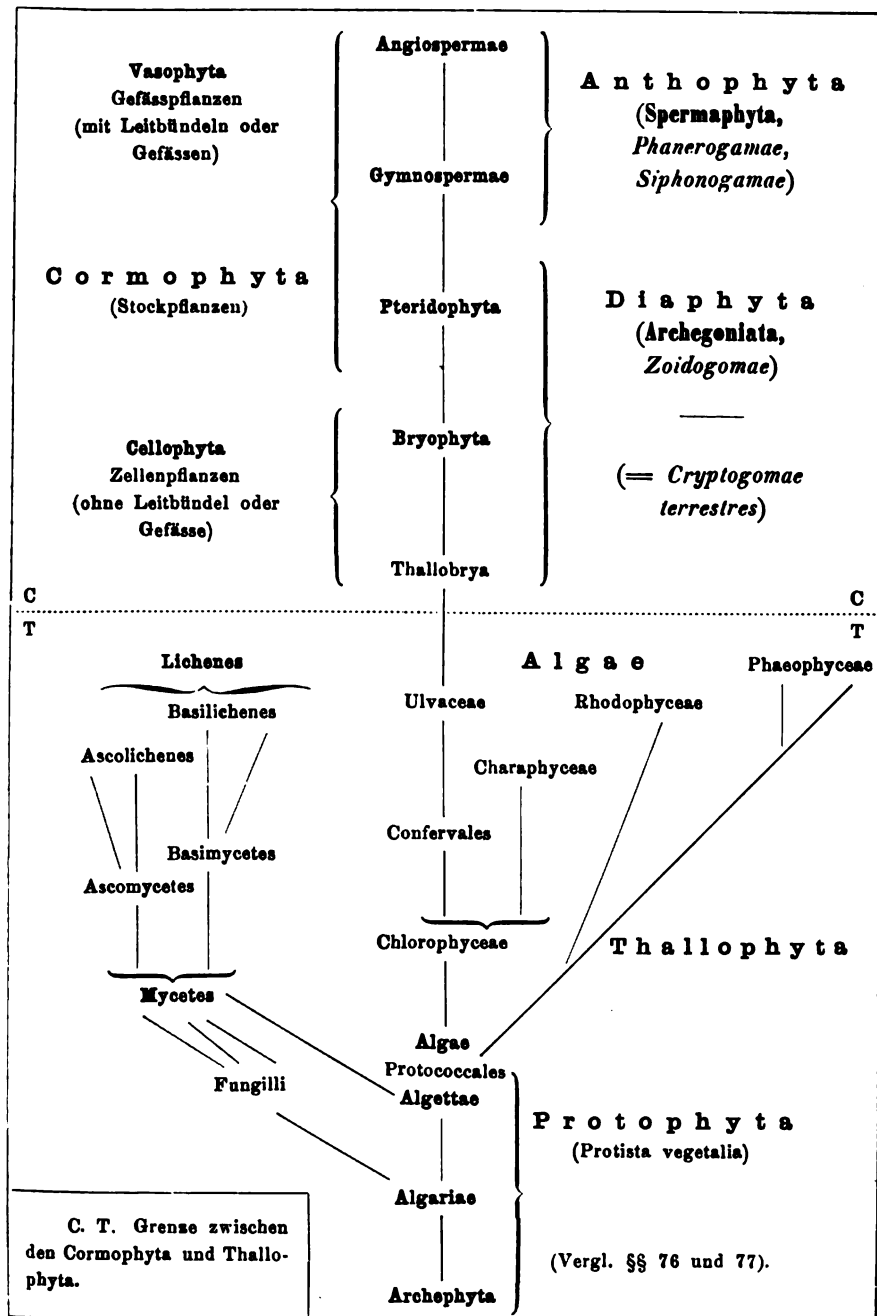 Angiospermae
Vasophyta
Gefässpflanzen
(mit Leitbündeln oder
Gefässen)
Anthophyta
(Spermaphyta,
Phanerogamae,
Siphonogamae)
Gymnospermae
Cormophyta
(Stockpflanzen)
Pteridophyta
Diaphyta
(Archegoniata,
Zoidogomae)
Bryophyta
Cellophyta
Zellenpflanzen
(ohne Leitbündel oder
Gefässe)
(= Cryptogomae
terrestres)
Thallobrya
C C
T T
Lichenes
Algae
Phaeophyceae
Basilichenes
Ulvaceae
Rhodophyceae
Ascolichenes
Charaphyceae
Confervales
Basimycetes
Ascomycetes
Chlorophyceae
Thallophyta
Mycetes
Algae
Protococcales
Fungilli
Algettae
Protophyta
(Protista vegetalia)
Algariae
C. T. Grenze zwischen
den Cormophyta und Thallo-
phyta.
(Vergl. §§ 76 und 77).
Archephyta